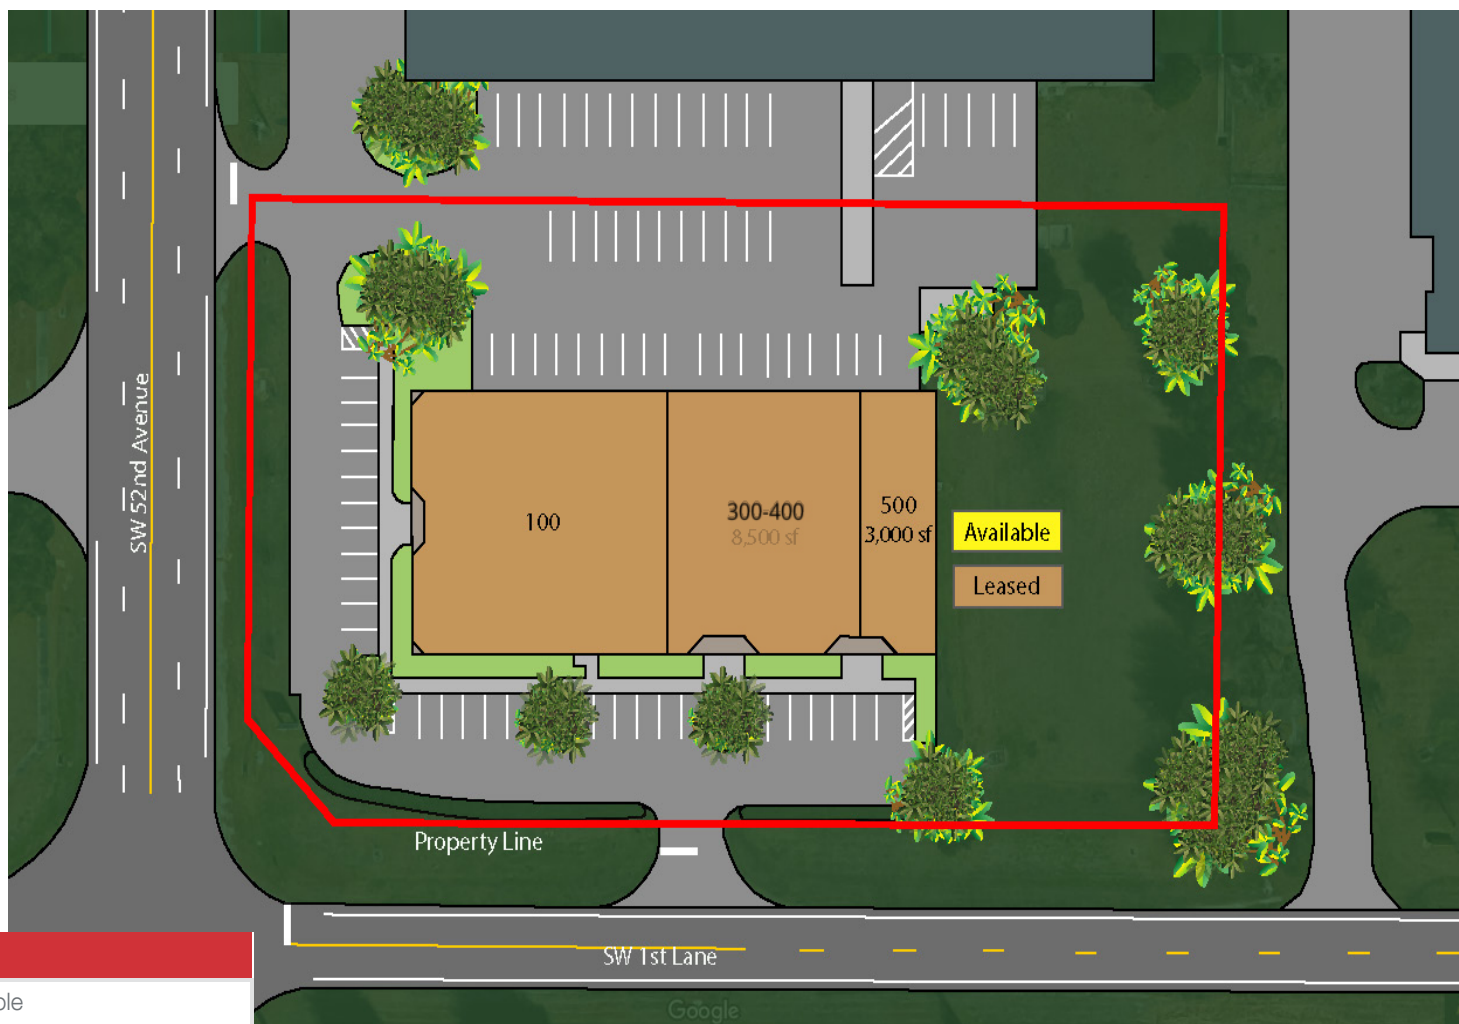 SW 52nd Avenue
100
300-400
8,500 sf
500
3,000 sf
Available
Leased
Property Line
SW 1st Lane
Google